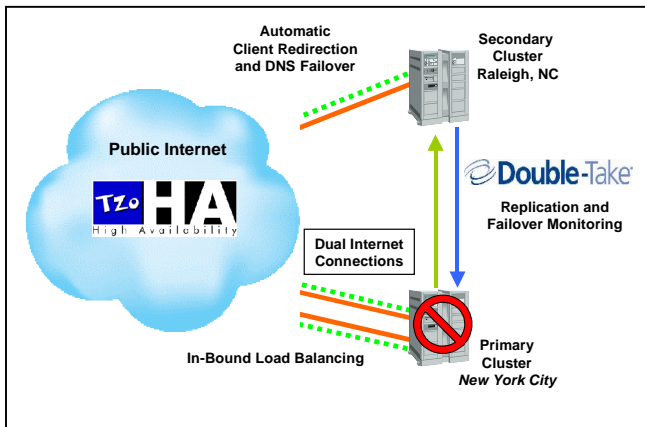 Automatic
Client Redirection
and DNS Failover
Secondary
Cluster
Raleigh, NC
Public Internet
TZO HA
High Availability
Double-Take®
Replication and
Failover Monitoring
Dual Internet
Connections
In-Bound Load Balancing
Primary
Cluster
New York City